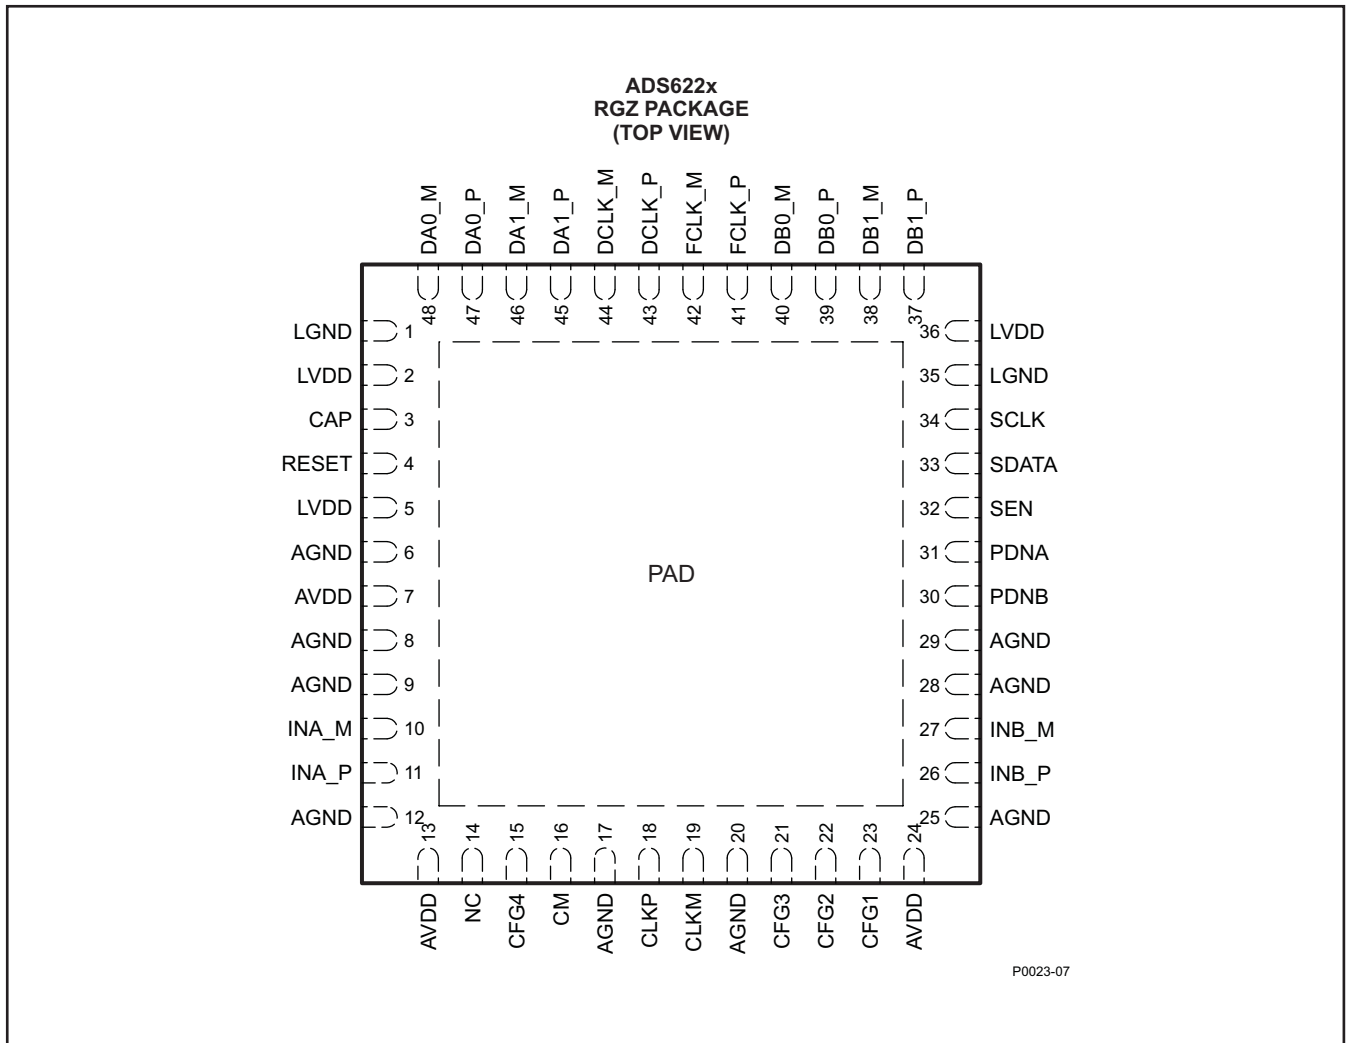 ADS622x
RGZ PACKAGE
(TOP VIEW)
DA0_M DA0_P DA1_M DA1_P DCLK_M DCLK_P FCLK_M FCLK_P DB0_M DB0_P DB1_M DB1_P
48 47 46 45 44 43 42 41 40 39 38 37
LGND 1 36 LVDD
LVDD 2 35 LGND
CAP 3 34 SCLK
RESET 4 33 SDATA
LVDD 5 32 SEN
AGND 6 31 PDNA
PAD
AVDD 7 30 PDNB
AGND 8 29 AGND
AGND 9 28 AGND
INA_M 10 27 INB_M
INA_P 11 26 INB_P
AGND 12 25 AGND
13 14 15 16 17 18 19 20 21 22 23 24
AVDD NC CFG4 CM AGND CLKP CLKM AGND CFG3 CFG2 CFG1 AVDD
P0023-07